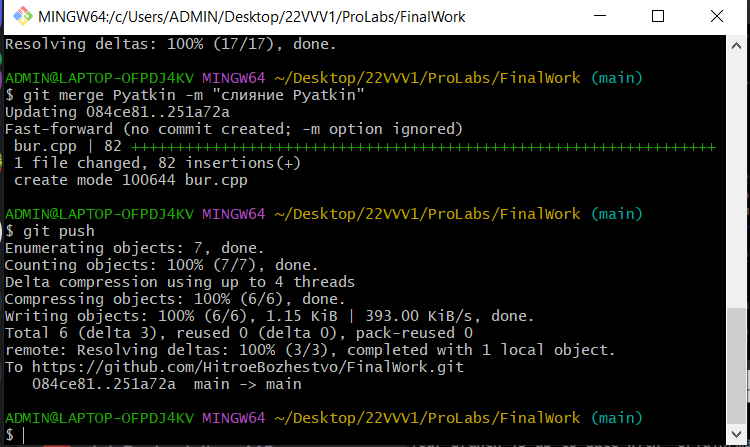 MINGW64:/c/Users/ADMIN/Desktop/22VVV1/ProLabs/FinalWork
Resolving deltas: 100% (17/17), done.
ADMIN@LAPTOP-OFPDJ4KV MINGW64 ~/Desktop/22VVV1/ProLabs/FinalWork (main)
$ git merge Pyatkin -m "слияние Pyatkin"
Updating 084ce81..251a72a
Fast-forward (no commit created; -m option ignored)
bur.cpp | 82 ++++++++++++++++++++++++++++++++++++++++++++++++++++++++++++++++
1 file changed, 82 insertions(+)
create mode 100644 bur.cpp
ADMIN@LAPTOP-OFPDJ4KV MINGW64 ~/Desktop/22VVV1/ProLabs/FinalWork (main)
$ git push
Enumerating objects: 7, done.
Counting objects: 100% (7/7), done.
Delta compression using up to 4 threads
Compressing objects: 100% (6/6), done.
Writing objects: 100% (6/6), 1.15 KiB | 393.00 KiB/s, done.
Total 6 (delta 3), reused 0 (delta 0), pack-reused 0
remote: Resolving deltas: 100% (3/3), completed with 1 local object.
To https://github.com/HitroeBozhestvo/FinalWork.git
084ce81..251a72a  main -> main
ADMIN@LAPTOP-OFPDJ4KV MINGW64 ~/Desktop/22VVV1/ProLabs/FinalWork (main)
$